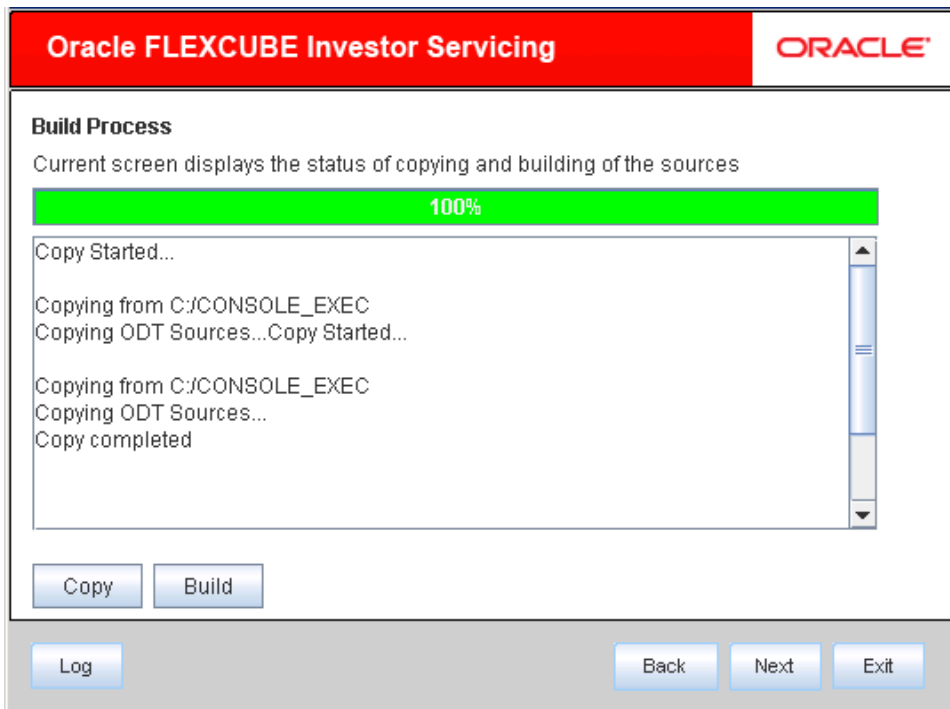 Oracle FLEXCUBE Investor Servicing
ORACLE
Build Process
Current screen displays the status of copying and building of the sources
100%
Copy Started...
Copying from C:/CONSOLE_EXEC
Copying ODT Sources...Copy Started...
Copying from C:/CONSOLE_EXEC
Copying ODT Sources...
Copy completed
Copy Build
Log Back Next Exit